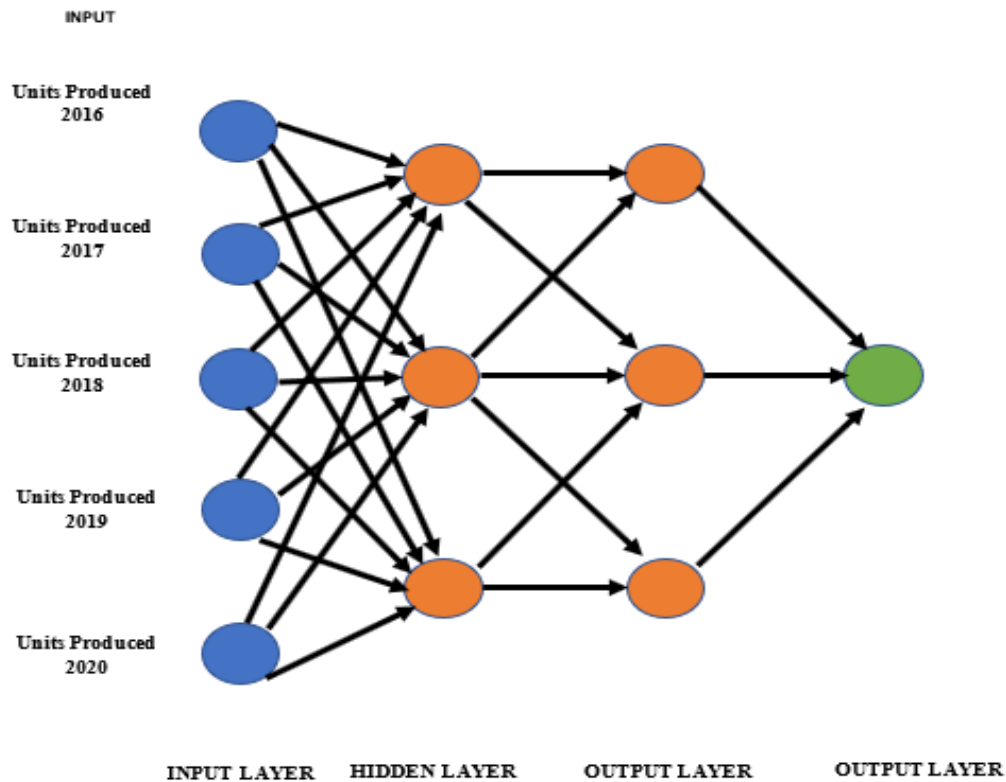 INPUT
Units Produced
2016
Units Produced
2017
Units Produced
2018
Units Produced
2019
Units Produced
2020
INPUT LAYER
HIDDEN LAYER
OUTPUT LAYER
OUTPUT LAYER